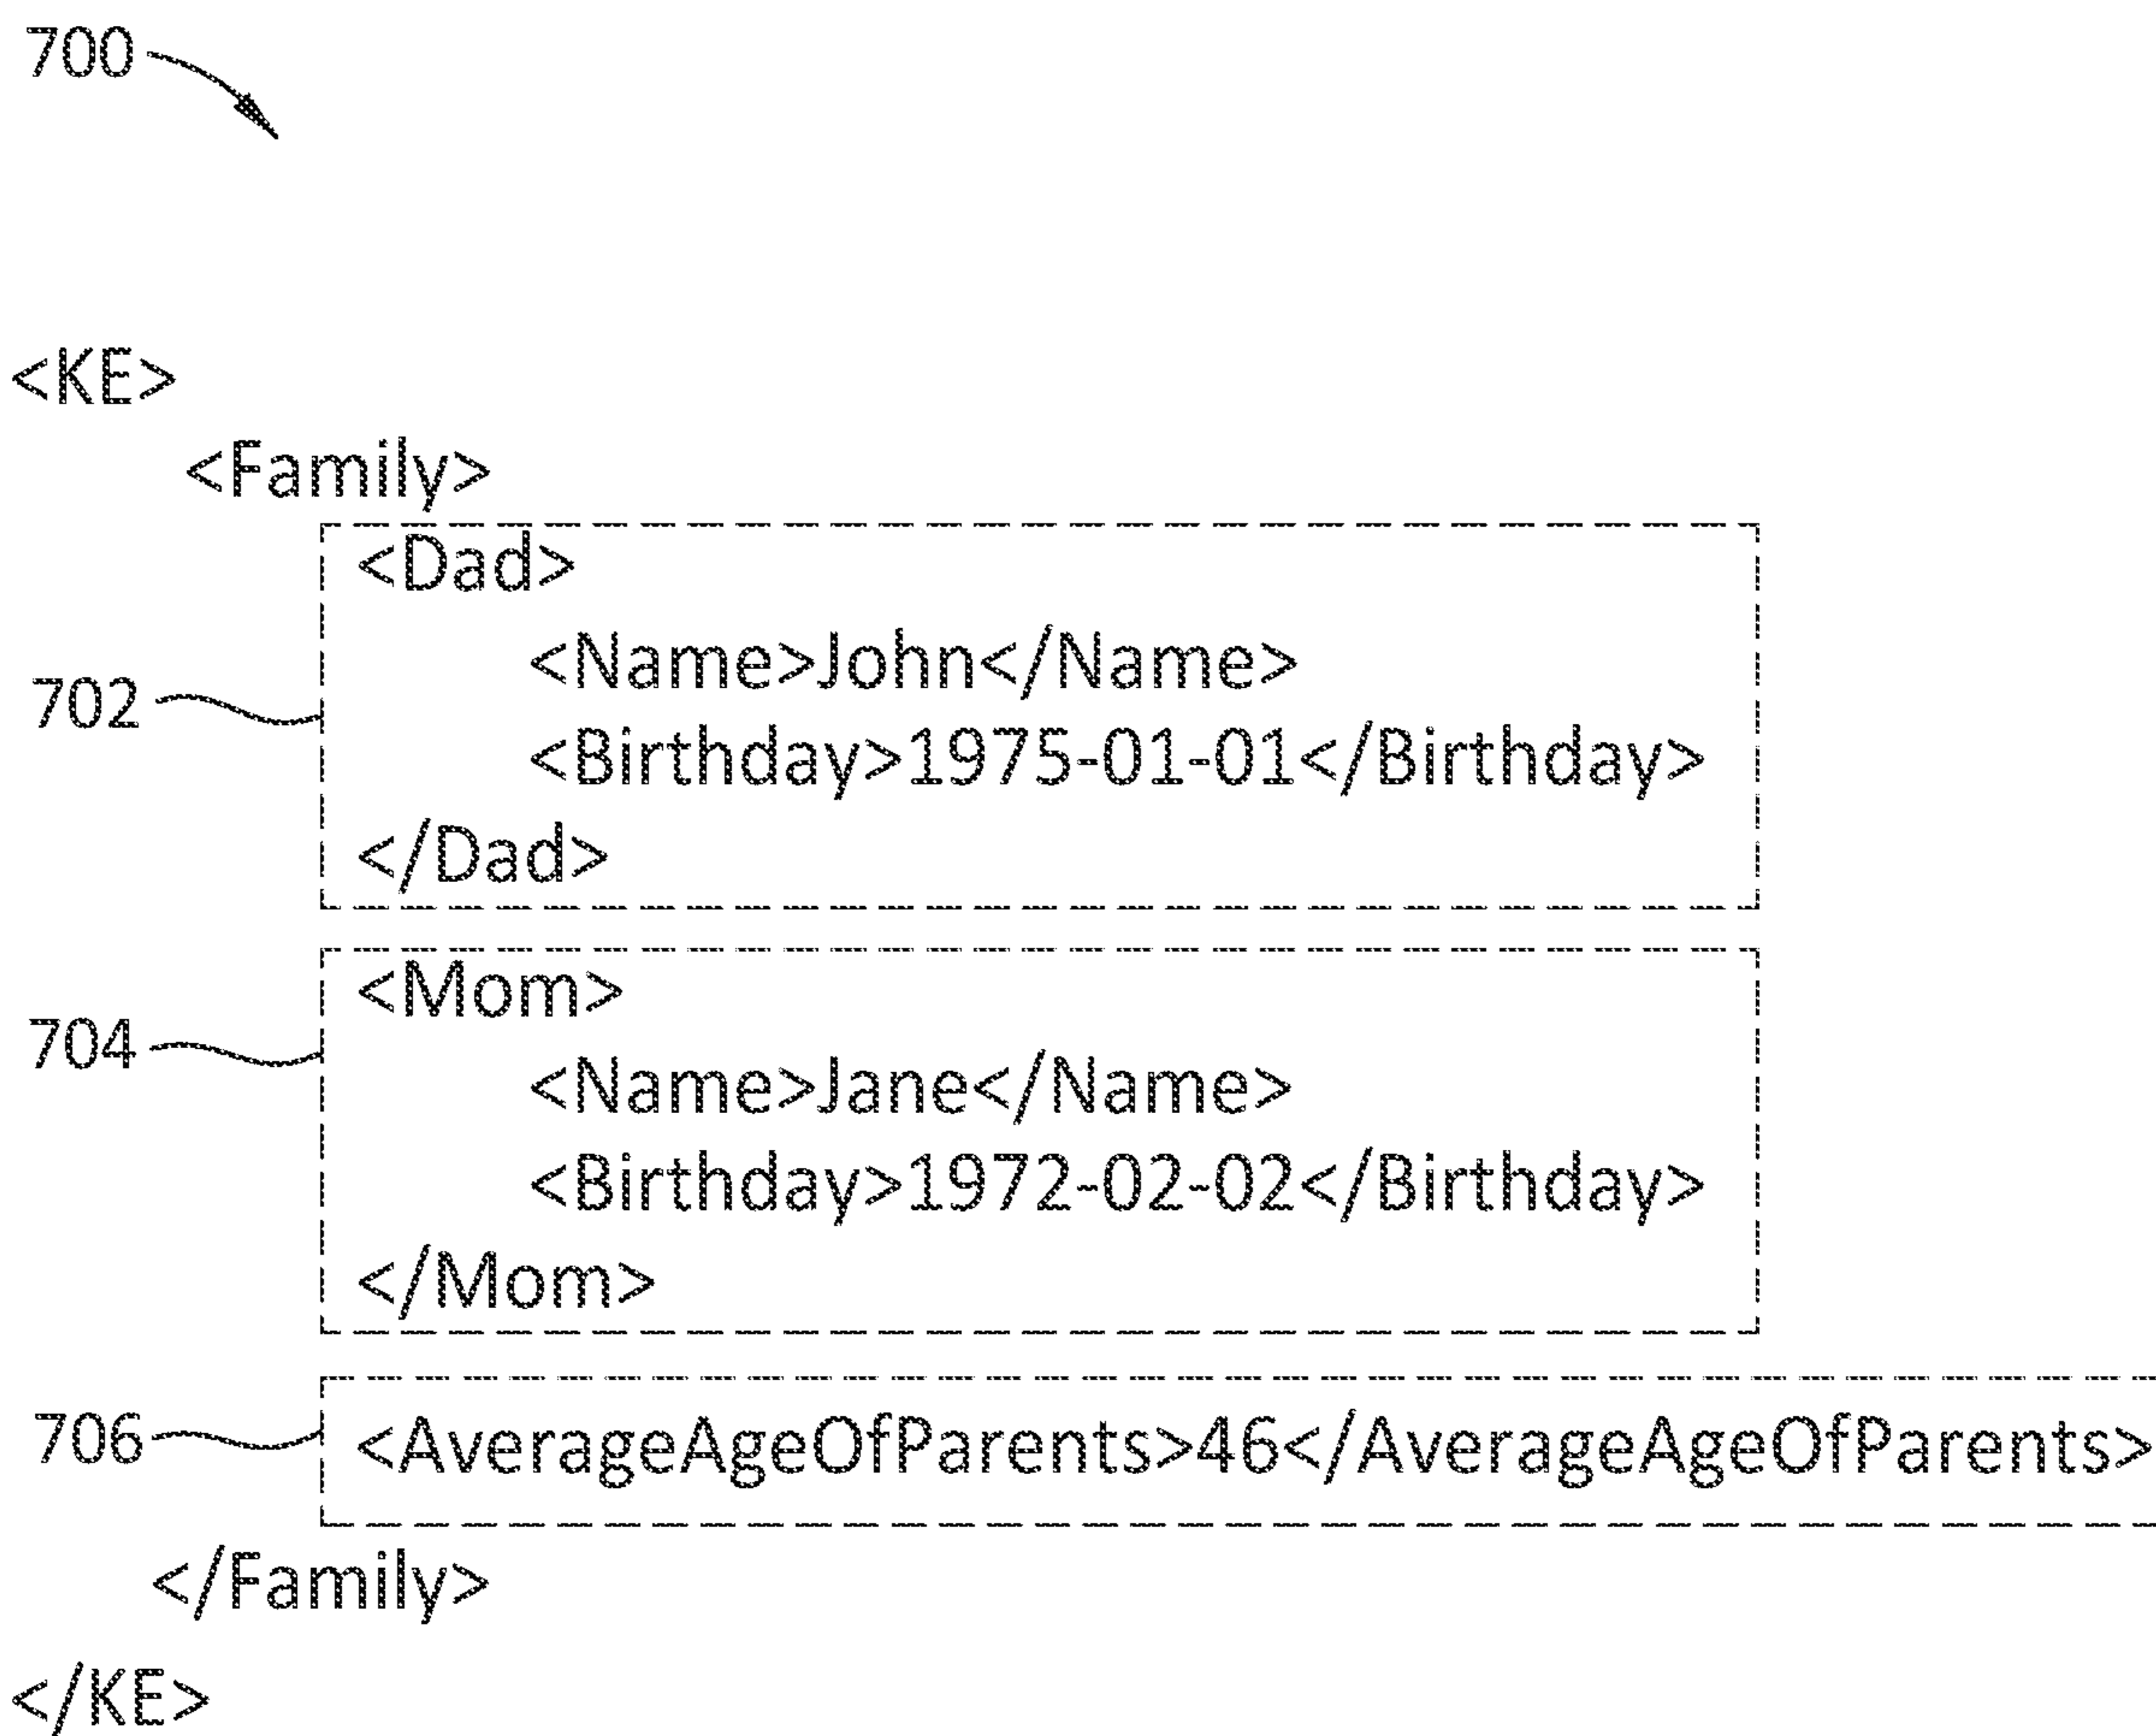 700
<KE>
<Family>
<Dad>
<Name>John</Name>
702
<Birthday>1975-01-01</Birthday>
</Dad>
<Mom>
704
<Name>Jane</Name>
<Birthday>1972-02-02</Birthday>
</Mom>
706 <AverageAgeOfParents>46</AverageAgeOfParents>
</Family>
</KE>